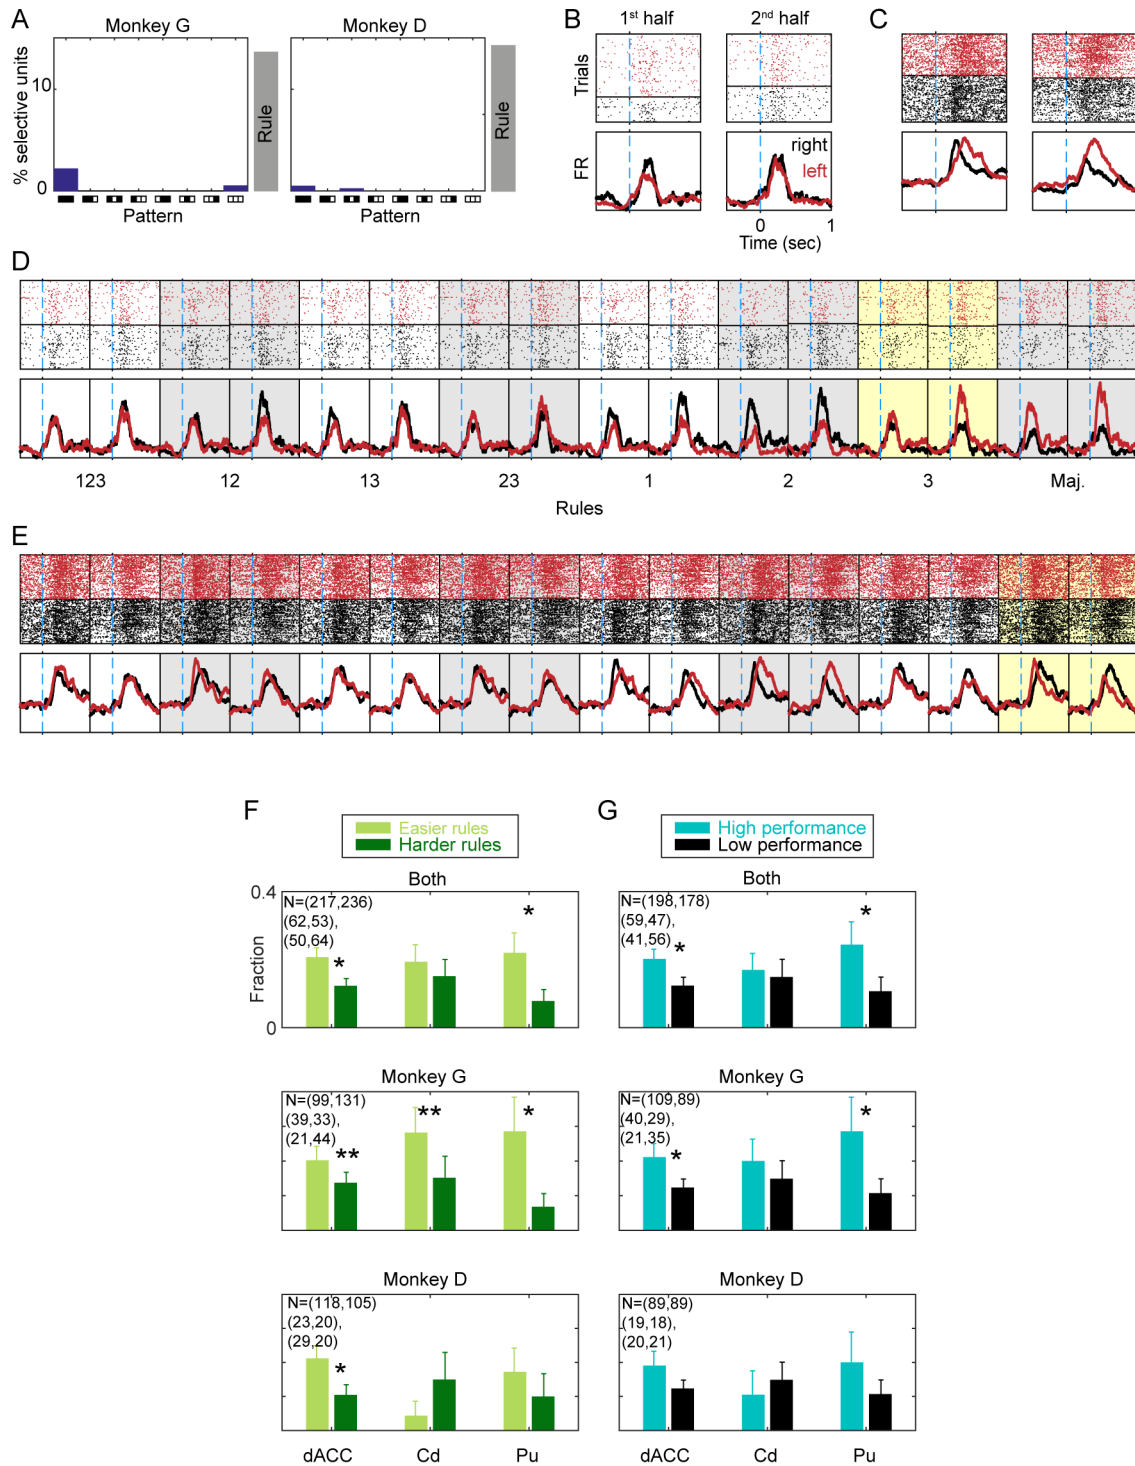 A
Monkey G
Monkey D
% selective units
10
0
Pattern
Pattern
Rule
Rule
B
1st half
2nd half
Trials
FR
right
left
0
1
Time (sec)
C
D
123
12
13
23
1
2
3
Maj.
Rules
E
F
Easier rules
Harder rules
Both
Fraction
0.4
0
N=(217,236)
(62,53),
(50,64)
*
*
Monkey G
N=(99,131)
(39,33),
(21,44)
**
**
*
Monkey D
N=(118,105)
(23,20),
(29,20)
*
dACC
Cd
Pu
G
High performance
Low performance
Both
N=(198,178)
(59,47),
(41,56)
*
*
Monkey G
N=(109,89)
(40,29),
(21,35)
*
*
Monkey D
N=(89,89)
(19,18),
(20,21)
dACC
Cd
Pu